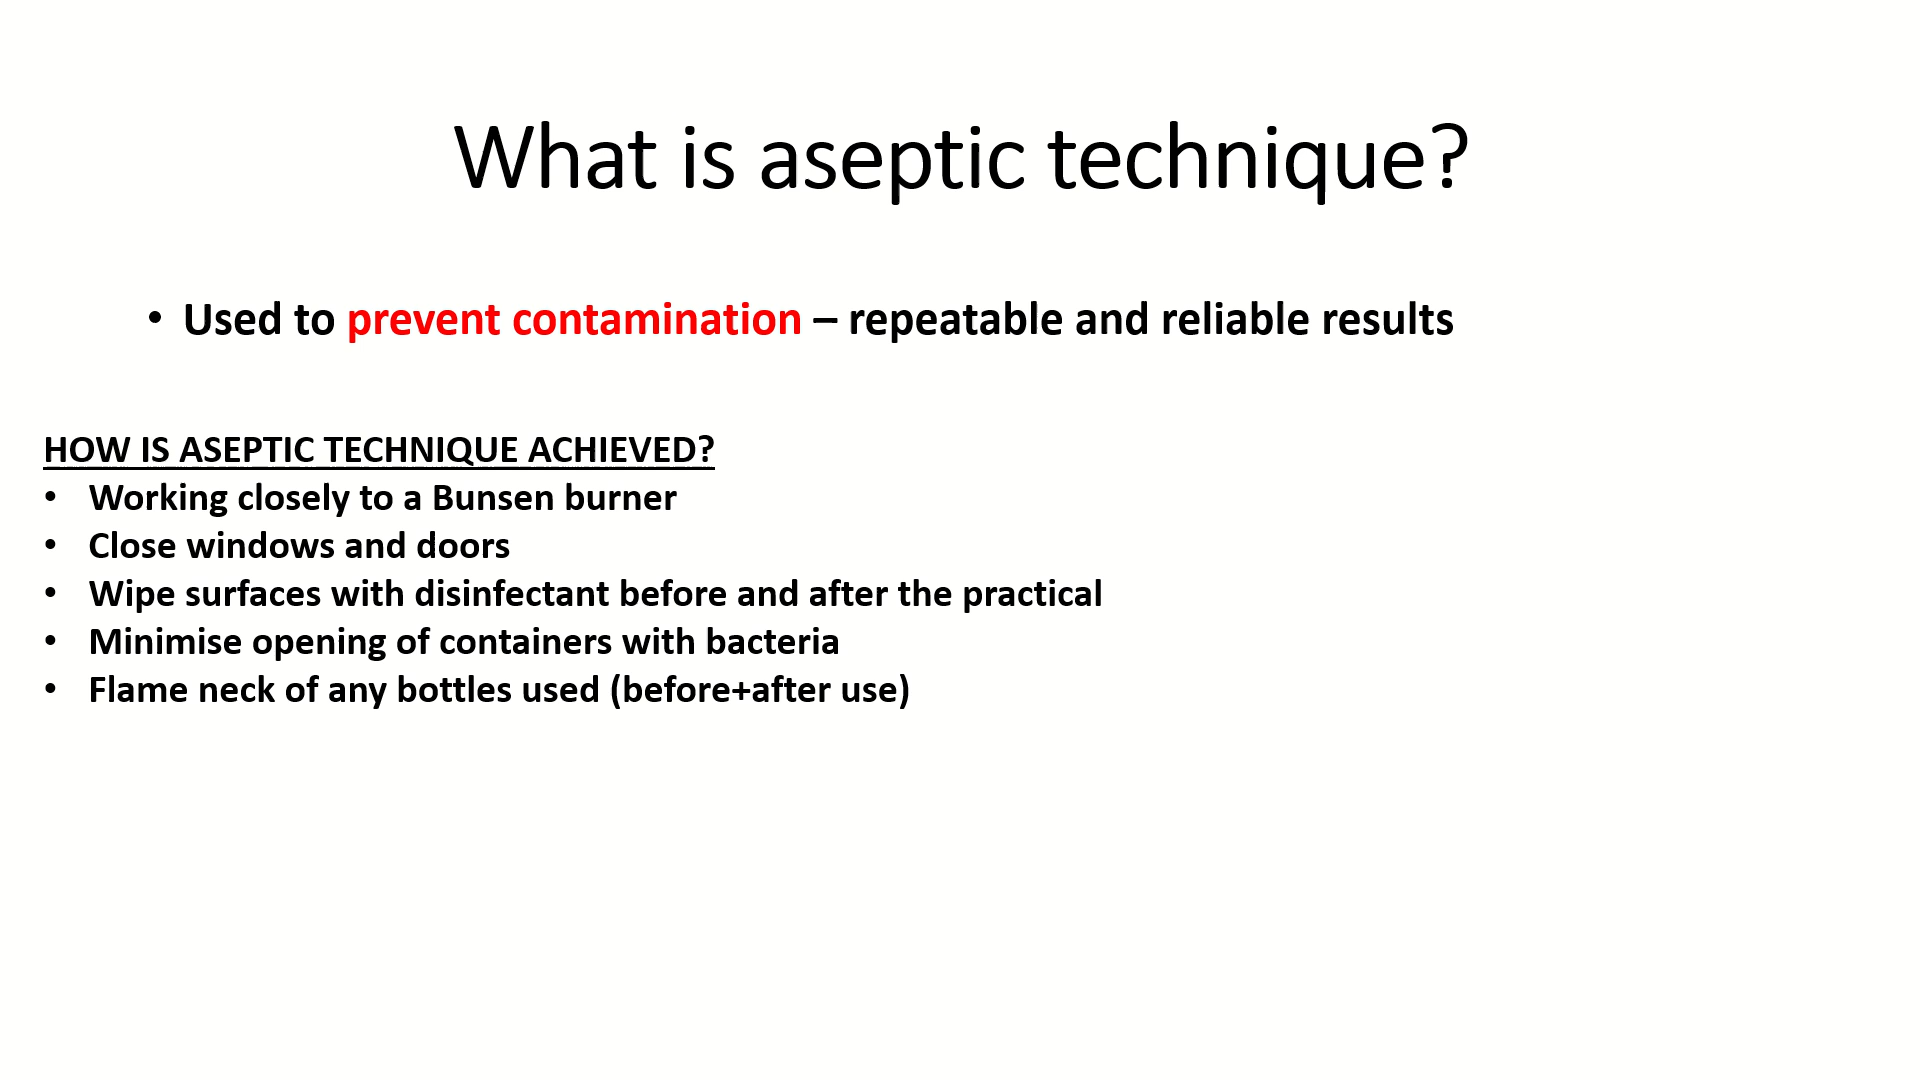 What is aseptic technique?
• Used to prevent contamination – repeatable and reliable results
HOW IS ASEPTIC TECHNIQUE ACHIEVED?
• Working closely to a Bunsen burner
• Close windows and doors
• Wipe surfaces with disinfectant before and after the practical
• Minimise opening of containers with bacteria
• Flame neck of any bottles used (before+after use)